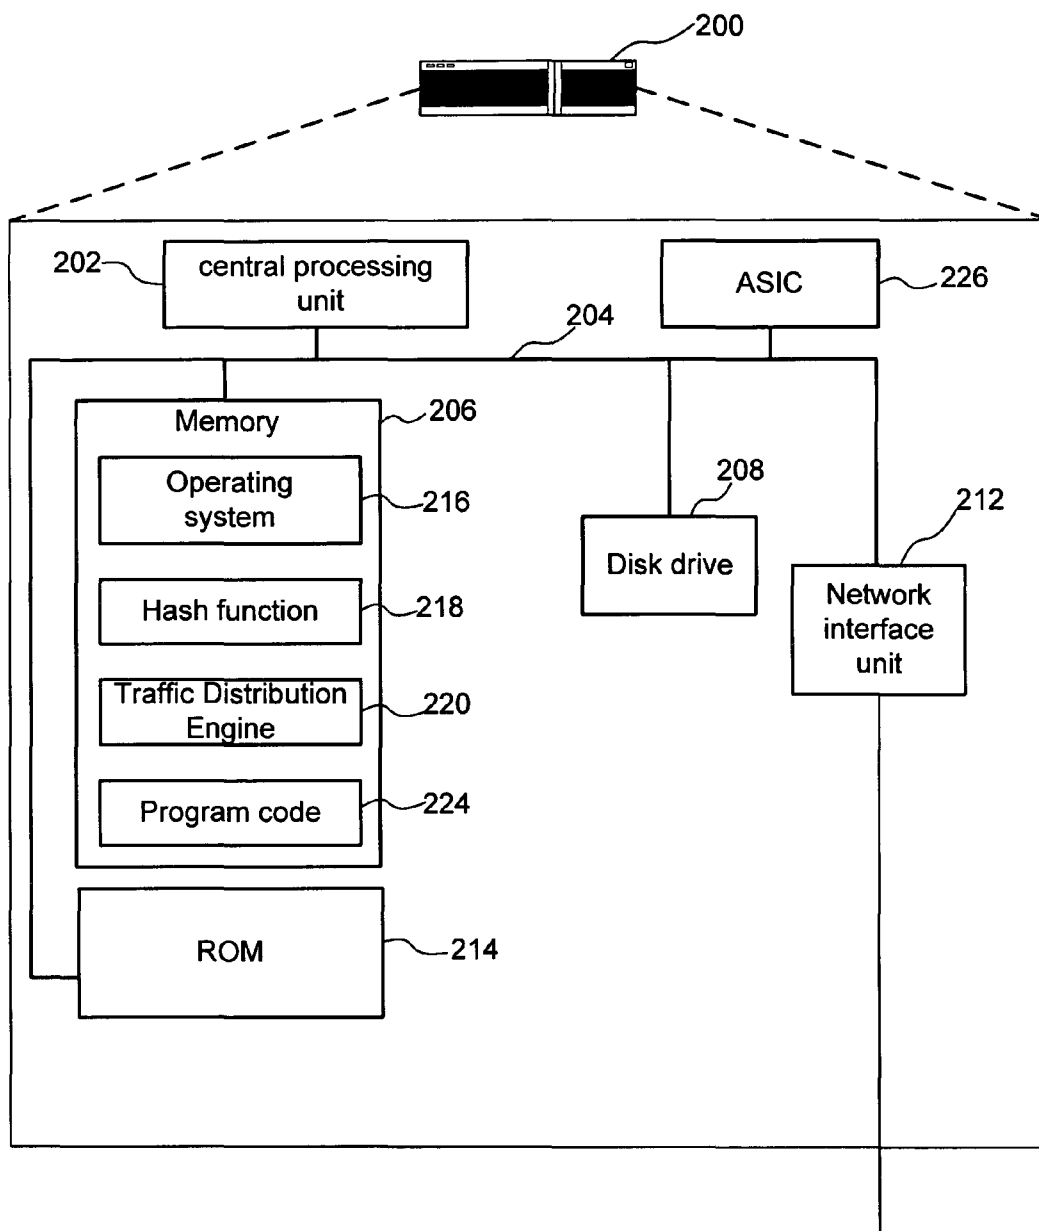 200
202
central processing
unit
ASIC
226
204
Memory
206
Operating
system
216
208
212
Disk drive
Hash function
218
Network
interface
unit
Traffic Distribution
Engine
220
Program code
224
ROM
214